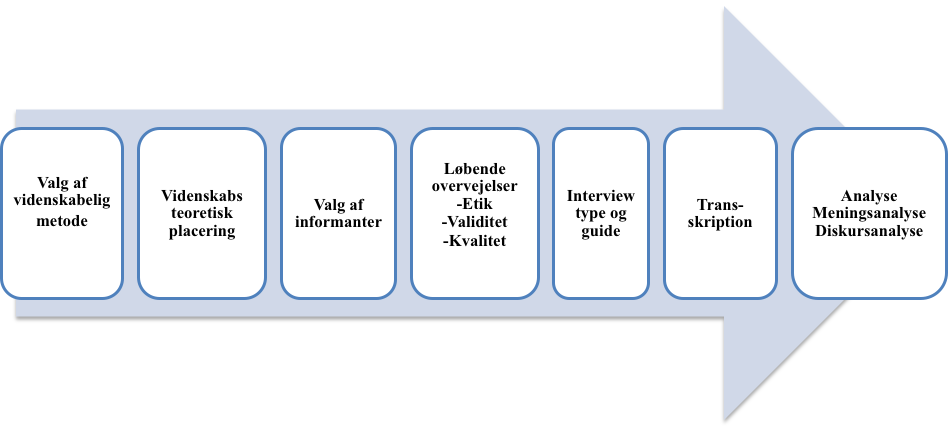 Valg af
videnskabelig
metode
Videnskabs
teoretisk
placering
Valg af
informanter
Løbende
overvejelser
-Etik
-Validitet
-Kvalitet
Interview
type og
guide
Trans-
skription
Analyse
Meningsanalyse
Diskursanalyse